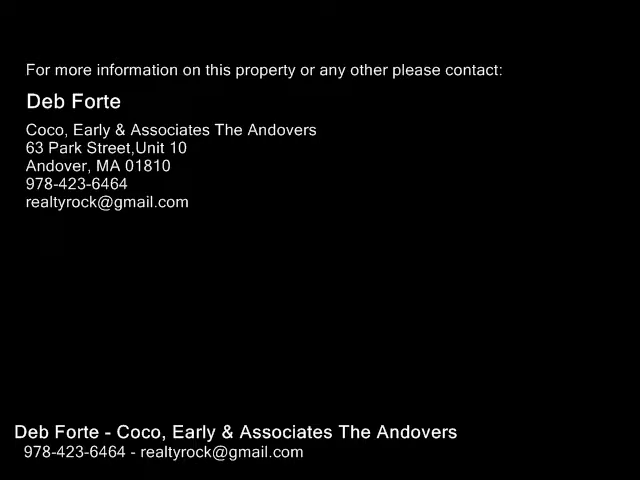 For more information on this property or any other please contact:
Deb Forte
Coco, Early & Associates The Andovers
63 Park Street,Unit 10
Andover, MA 01810
978-423-6464
realtyrock@gmail.com
Deb Forte - Coco, Early & Associates The Andovers
978-423-6464 - realtyrock@gmail.com